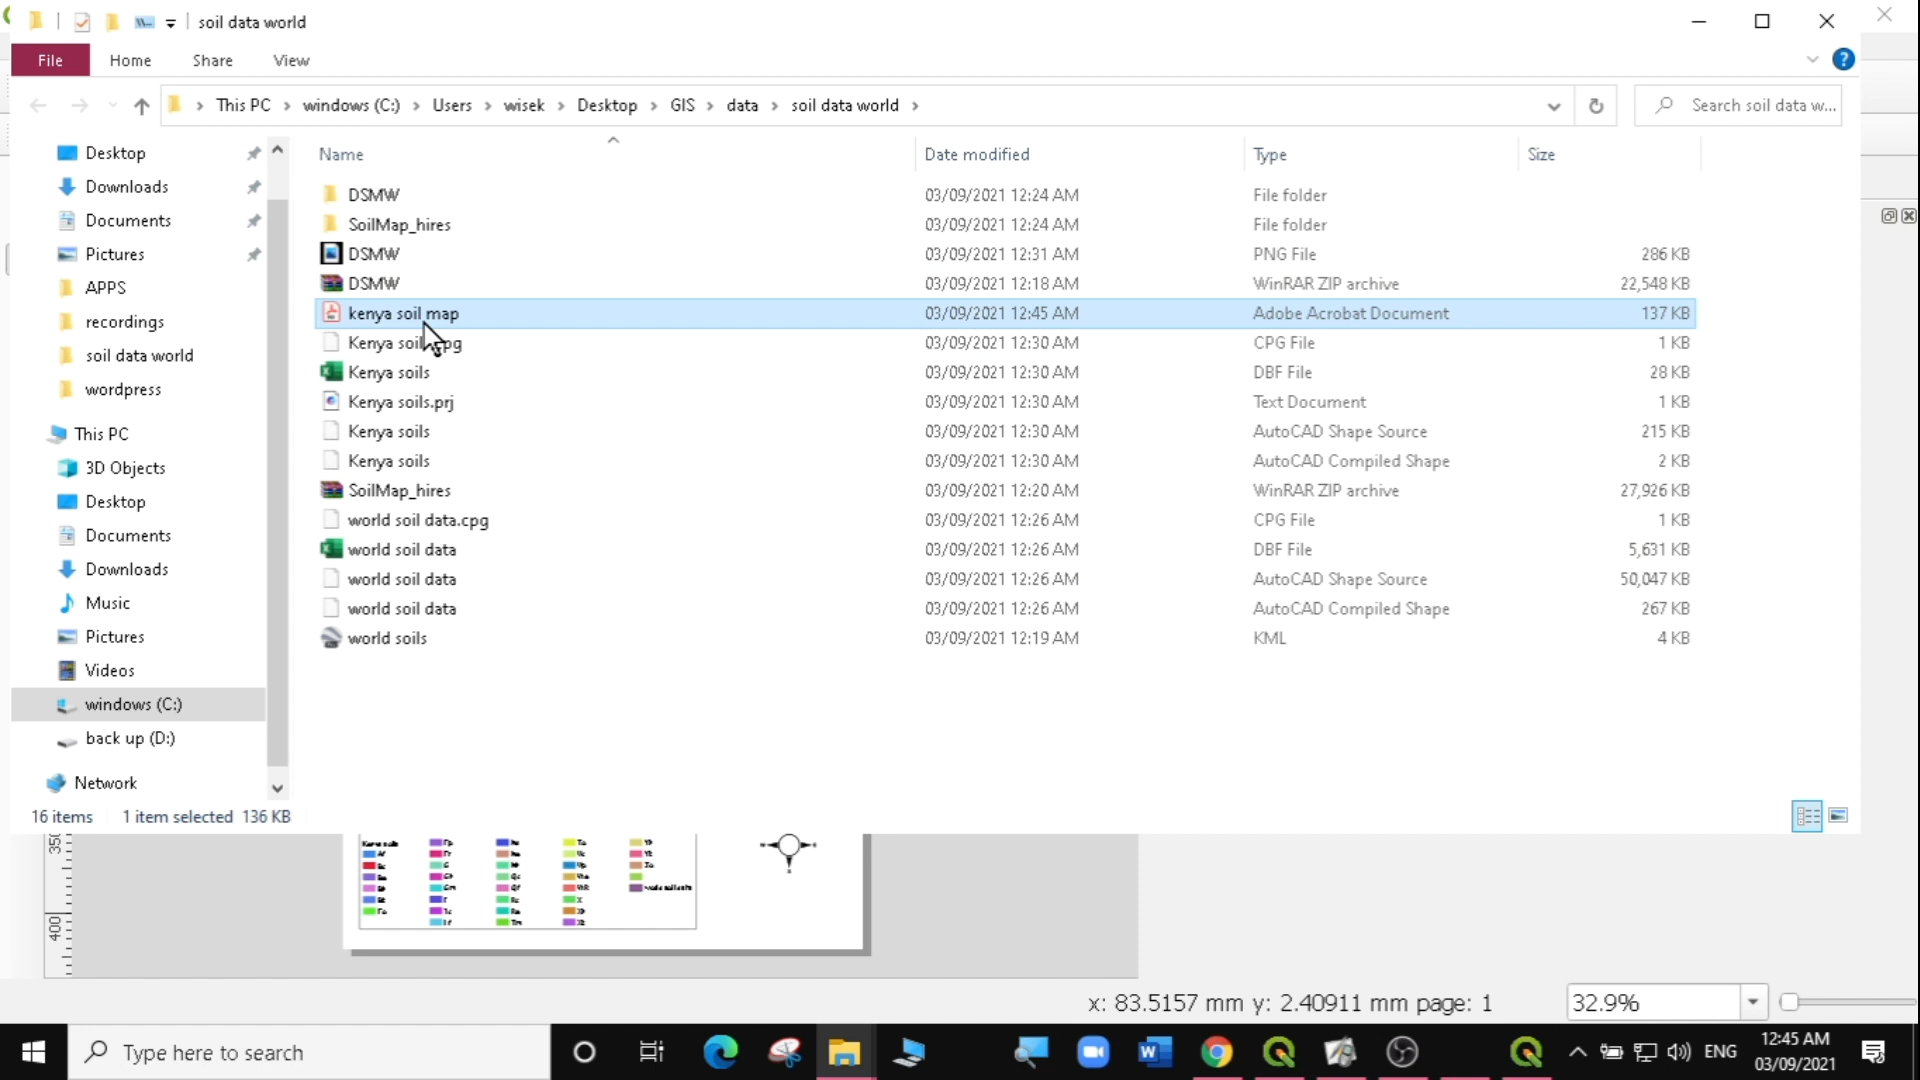 soil data world
File Home Share View
This PC windows (C:) Users wisek Desktop GIS data soil data world
Search soil data w...
Desktop
Downloads
Documents
Pictures
APPS
recordings
soil data world
wordpress
This PC
3D Objects
Desktop
Documents
Downloads
Music
Pictures
Videos
windows (C:)
back up (D:)
Network
Name Date modified Type Size
DSMW 03/09/2021 12:24 AM File folder
SoilMap_hires 03/09/2021 12:24 AM File folder
DSMW 03/09/2021 12:31 AM PNG File 286 KB
DSMW 03/09/2021 12:18 AM WinRAR ZIP archive 22,548 KB
kenya soil map 03/09/2021 12:45 AM Adobe Acrobat Document 137 KB
Kenya 03/09/2021 12:30 AM CPG File 1 KB
Kenya soils 03/09/2021 12:30 AM DBF File 28 KB
Kenya soils.prj 03/09/2021 12:30 AM Text Document 1 KB
Kenya soils 03/09/2021 12:30 AM AutoCAD Shape Source 215 KB
Kenya soils 03/09/2021 12:30 AM AutoCAD Compiled Shape 2 KB
SoilMap_hires 03/09/2021 12:20 AM WinRAR ZIP archive 27,926 KB
world soil data.cpg 03/09/2021 12:26 AM CPG File 1 KB
world soil data 03/09/2021 12:26 AM DBF File 5,631 KB
world soil data 03/09/2021 12:26 AM AutoCAD Shape Source 50,047 KB
world soil data 03/09/2021 12:26 AM AutoCAD Compiled Shape 267 KB
world soils 03/09/2021 12:19 AM KML 4 KB
16 items 1 item selected 136 KB
400
x: 83.5157 mm y: 2.40911 mm page: 1
32.9%
Type here to search
ENG
12:45 AM
03/09/2021